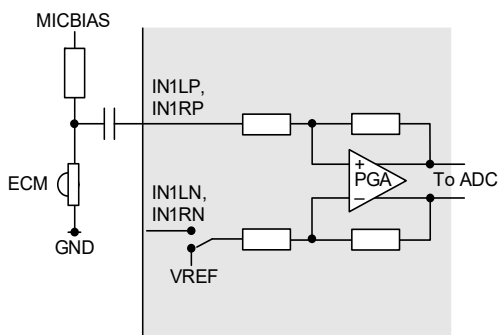 MICBIAS
IN1LP,
IN1RP
ECM
+
PGA
−
To ADC
IN1LN,
IN1RN
GND
VREF